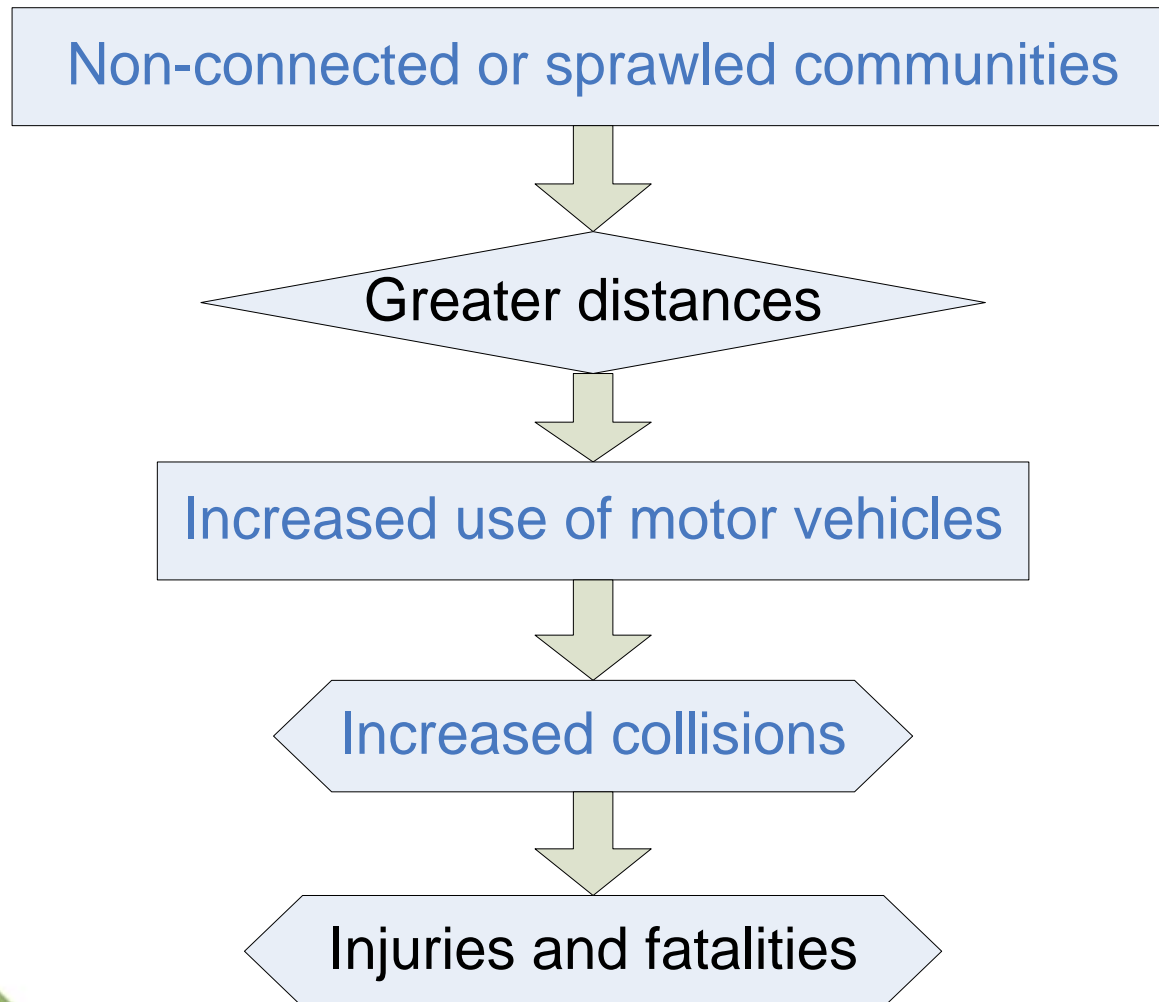 Non-connected or sprawled communities
Greater distances
Increased use of motor vehicles
Increased collisions
Injuries and fatalities